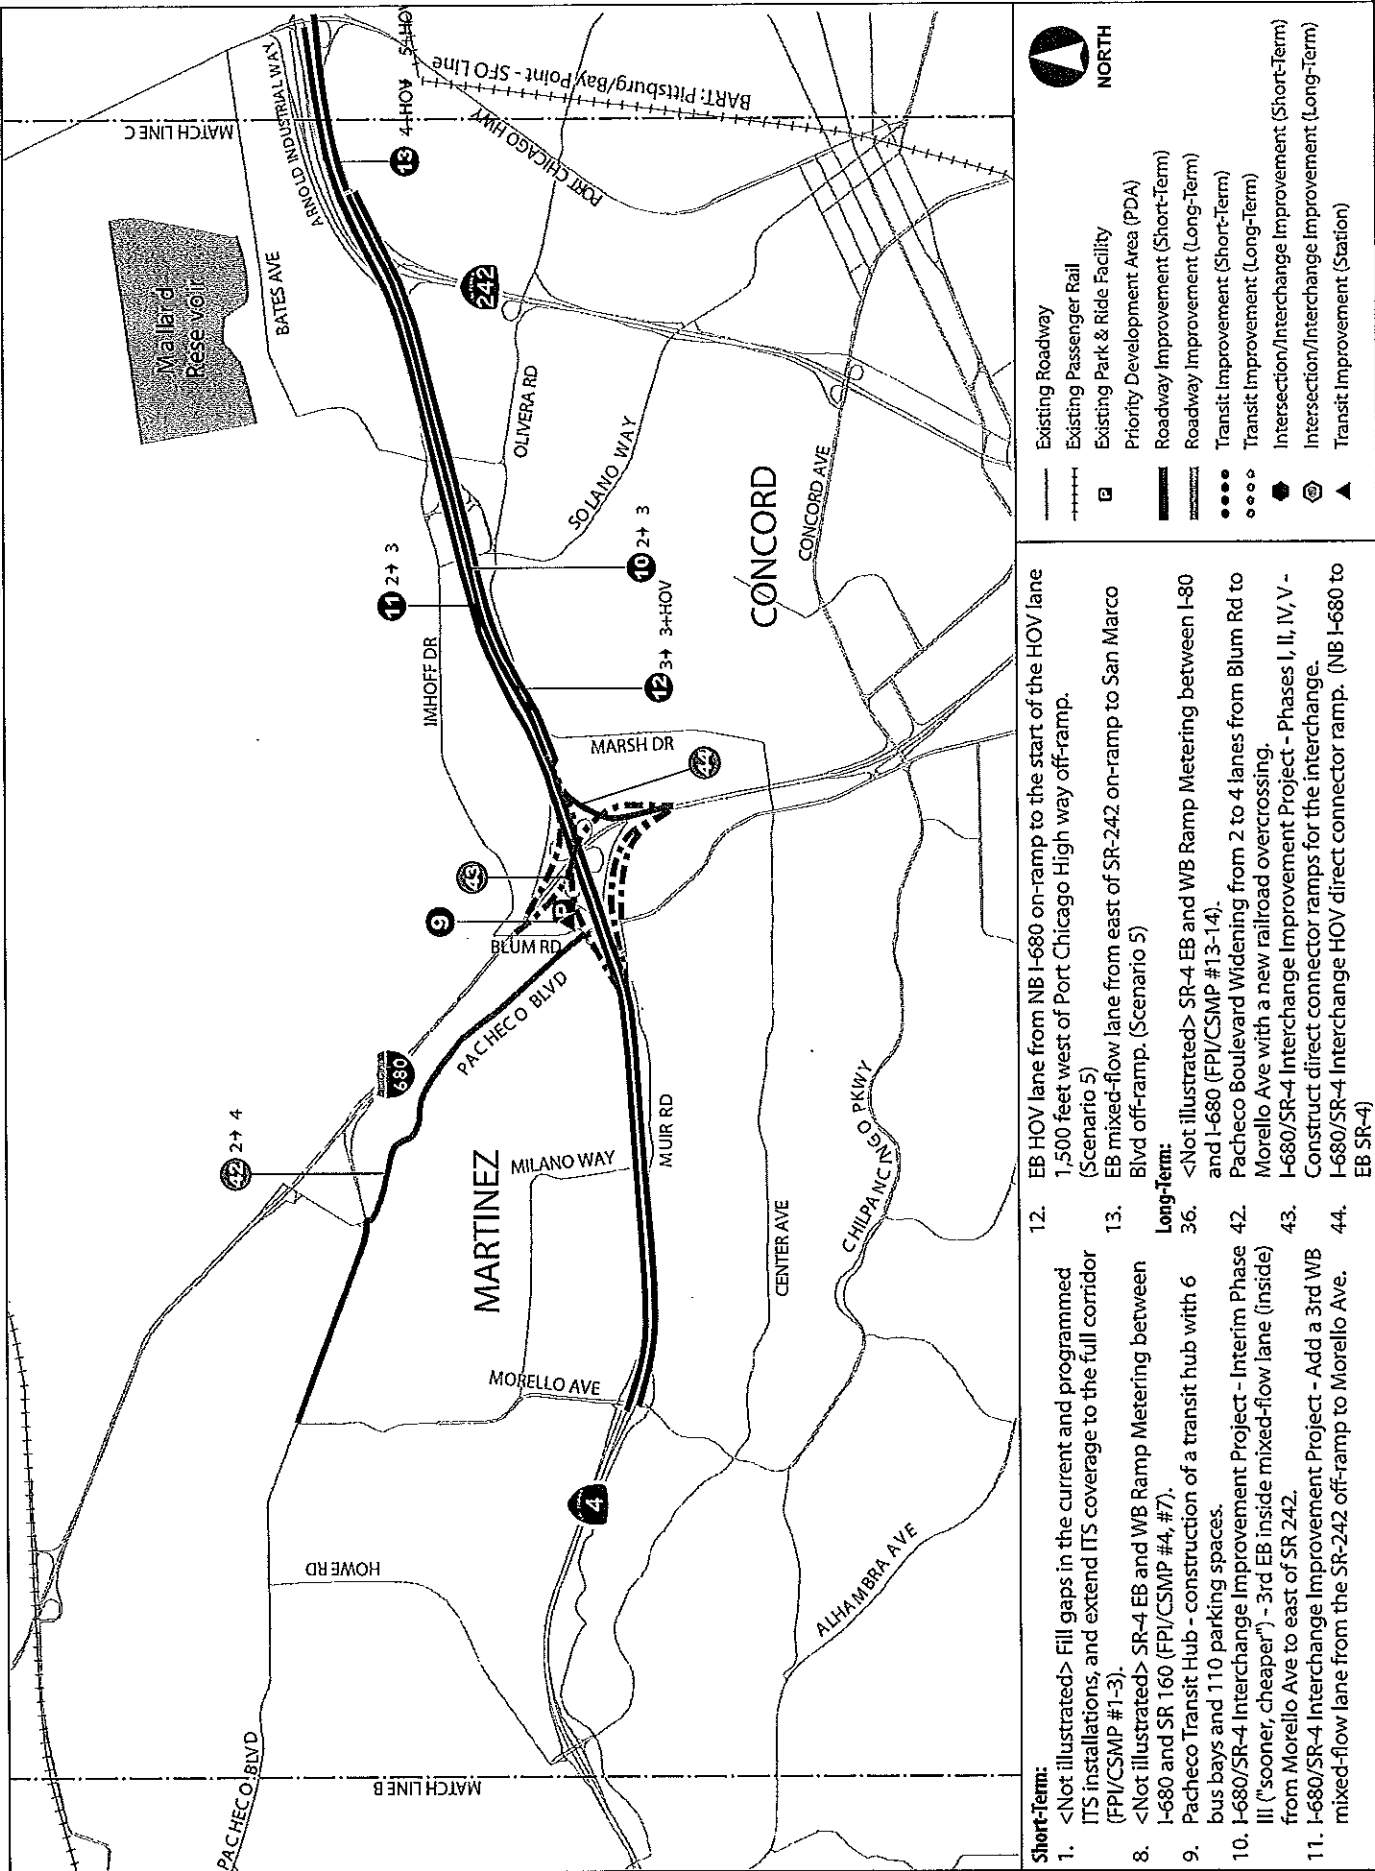 MATCH LINE C
ARNOLD INDUSTRIAL WAY
BATES AVE
Mallard
Reservoir
13 4→HOV 5+HOV
BART: Pittsburg/Bay Point - SFO Line
PORT CHICAGO HWY
242
OLIVERA RD
SOLANO WAY
11 2→ 3
10 2→ 3
12 3→ 3+HOV
IMHOFF DR
CONCORD
CONCORD AVE
MARSH DR
44
43
9
P
BLUM RD
PACHECO BLVD
680
42 2→ 4
MARTINEZ
MILANO WAY
MUIR RD
CENTER AVE
CHILPANCINGO PKWY
MORELLO AVE
4
HOWE RD
ALHAMBRA AVE
PACHECO BLVD
MATCH LINE B
Short-Term:
1. <Not illustrated> Fill gaps in the current and programmed
ITS installations, and extend ITS coverage to the full corridor
(FPI/CSMP #1-3).
8. <Not illustrated> SR-4 EB and WB Ramp Metering between
I-680 and SR 160 (FPI/CSMP #4, #7).
9. Pacheco Transit Hub - construction of a transit hub with 6
bus bays and 110 parking spaces.
10. I-680/SR-4 Interchange Improvement Project - Interim Phase
III ("sooner, cheaper") - 3rd EB inside mixed-flow lane (inside)
from Morello Ave to east of SR 242.
11. I-680/SR-4 Interchange Improvement Project - Add a 3rd WB
mixed-flow lane from the SR-242 off-ramp to Morello Ave.
12. EB HOV lane from NB I-680 on-ramp to the start of the HOV lane
1,500 feet west of Port Chicago High way off-ramp.
(Scenario 5)
13. EB mixed-flow lane from east of SR-242 on-ramp to San Marco
Blvd off-ramp. (Scenario 5)
Long-Term:
36. <Not illustrated> SR-4 EB and WB Ramp Metering between I-80
and I-680 (FPI/CSMP #13-14).
42. Pacheco Boulevard Widening from 2 to 4 lanes from Blum Rd to
Morello Ave with a new railroad overcrossing.
43. I-680/SR-4 Interchange Improvement Project - Phases I, II, IV, V -
Construct direct connector ramps for the interchange.
44. I-680/SR-4 Interchange HOV direct connector ramp. (NB I-680 to
EB SR-4)
NORTH
Existing Roadway
Existing Passenger Rail
P Existing Park & Ride Facility
Priority Development Area (PDA)
Roadway Improvement (Short-Term)
Roadway Improvement (Long-Term)
Transit Improvement (Short-Term)
Transit Improvement (Long-Term)
Intersection/Interchange Improvement (Short-Term)
Intersection/Interchange Improvement (Long-Term)
Transit Improvement (Station)